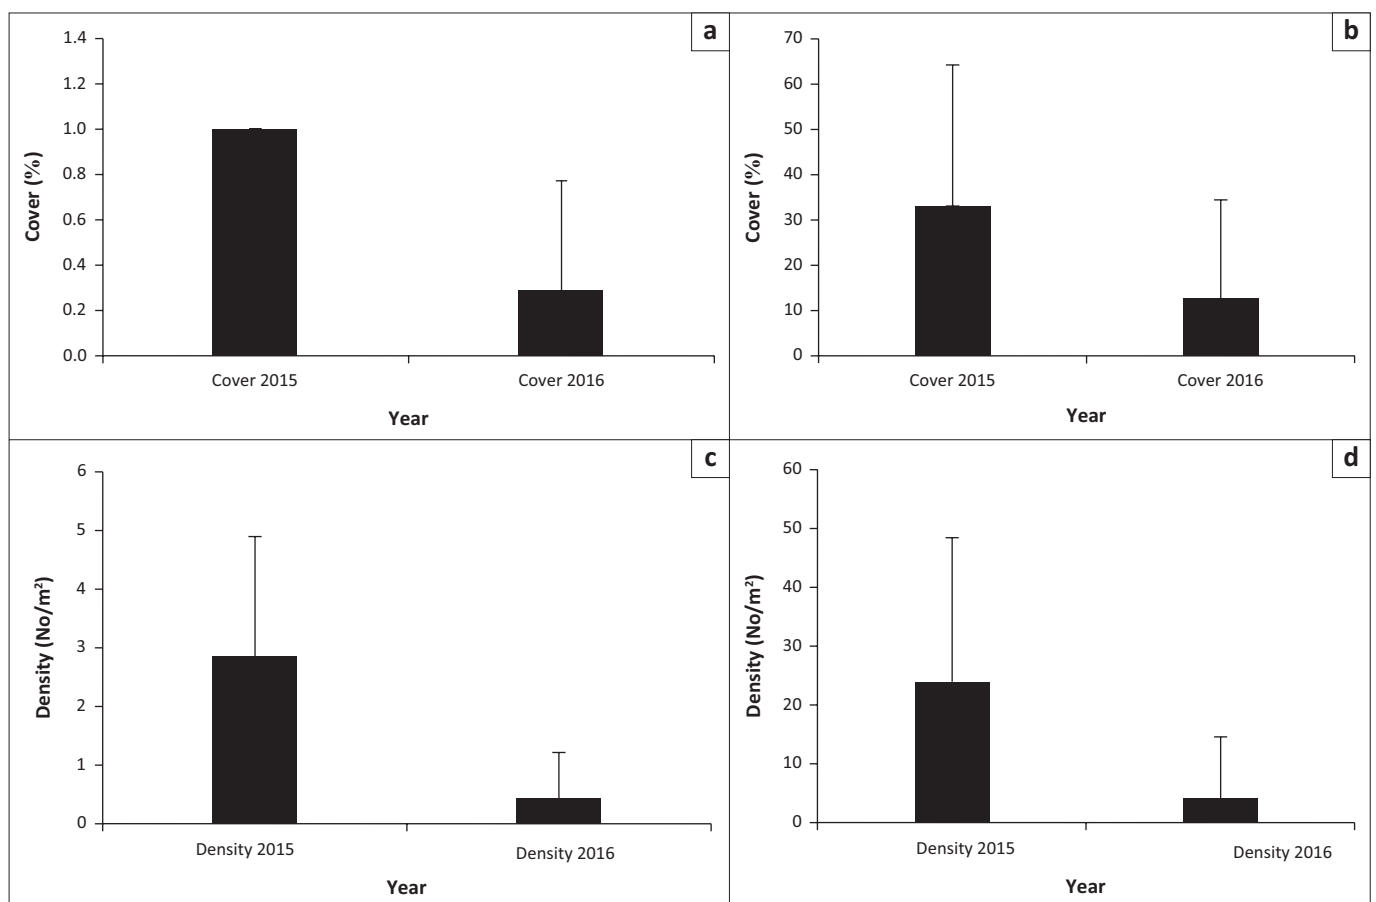 a
1.4
1.2
1.0
0.8
0.6
0.4
0.2
0.0
Cover (%)
Cover 2015
Cover 2016
Year
b
70
60
50
40
30
20
10
0
Cover (%)
Cover 2015
Cover 2016
Year
c
6
5
4
3
2
1
0
Density (No/m²)
Density 2015
Density 2016
Year
d
60
50
40
30
20
10
0
Density (No/m²)
Density 2015
Density 2016
Year